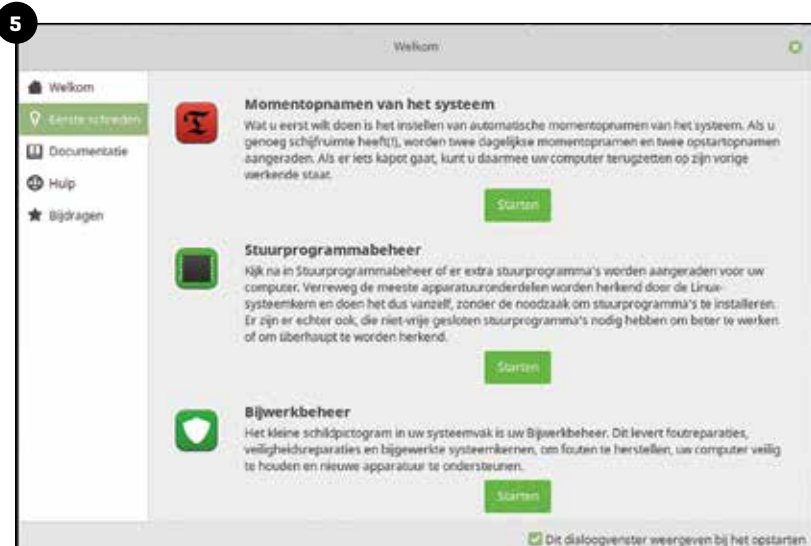 5
Welkom
Welkom
Eerste schreden
Documentatie
Hulp
Bijdragen
Momentopnamen van het systeem
Wat u eerst wilt doen is het instellen van automatische momentopnamen van het systeem. Als u
genoeg schijfruimte heeft(!), worden twee dagelijkse momentopnamen en twee opstartopnamen
aangeraden. Als er iets kapot gaat, kunt u daarmee uw computer terugzetten op zijn vorige
werkende staat.
Starten
Stuurprogrammabeheer
Kijk na in Stuurprogrammabeheer of er extra stuurprogramma's worden aangeraden voor uw
computer. Verreweg de meeste apparatuuronderdelen worden herkend door de Linux-
systeemkern en doen het dus vanzelf, zonder de noodzaak om stuurprogramma's te installeren.
Er zijn er echter ook, die niet-vrije gesloten stuurprogramma's nodig hebben om beter te werken
of om überhaupt te worden herkend.
Starten
Bijwerkbeheer
Het kleine schildpictogram in uw systeemvak is uw Bijwerkbeheer. Dit levert foutreparaties,
veiligheidsreparaties en bijgewerkte systeemkernen, om fouten te herstellen, uw computer veilig
te houden en nieuwe apparatuur te ondersteunen.
Starten
Dit dialoogvenster weergeven bij het opstarten